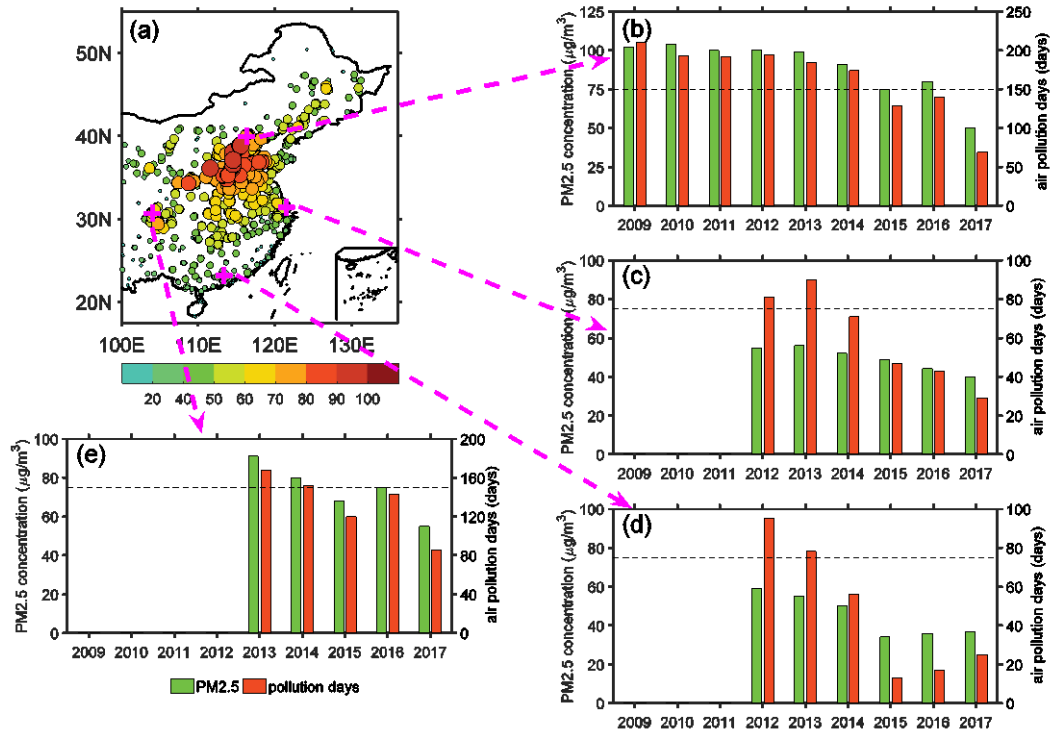 (a)
50N
40N
30N
20N
100E 110E 120E 130E
20 40 50 60 70 80 90 100
(b)
PM2.5 concentration (μg/m³)
125
100
75
50
25
0
250
200
150
100
50
0
air pollution days (days)
2009 2010 2011 2012 2013 2014 2015 2016 2017
(c)
PM2.5 concentration (μg/m³)
100
80
60
40
20
0
100
80
60
40
20
0
air pollution days (days)
2009 2010 2011 2012 2013 2014 2015 2016 2017
(e)
PM2.5 concentration (μg/m³)
100
80
60
40
20
0
200
160
120
80
40
0
air pollution days (days)
2009 2010 2011 2012 2013 2014 2015 2016 2017
PM2.5 pollution days
(d)
PM2.5 concentration (μg/m³)
100
80
60
40
20
0
100
80
60
40
20
0
air pollution days (days)
2009 2010 2011 2012 2013 2014 2015 2016 2017